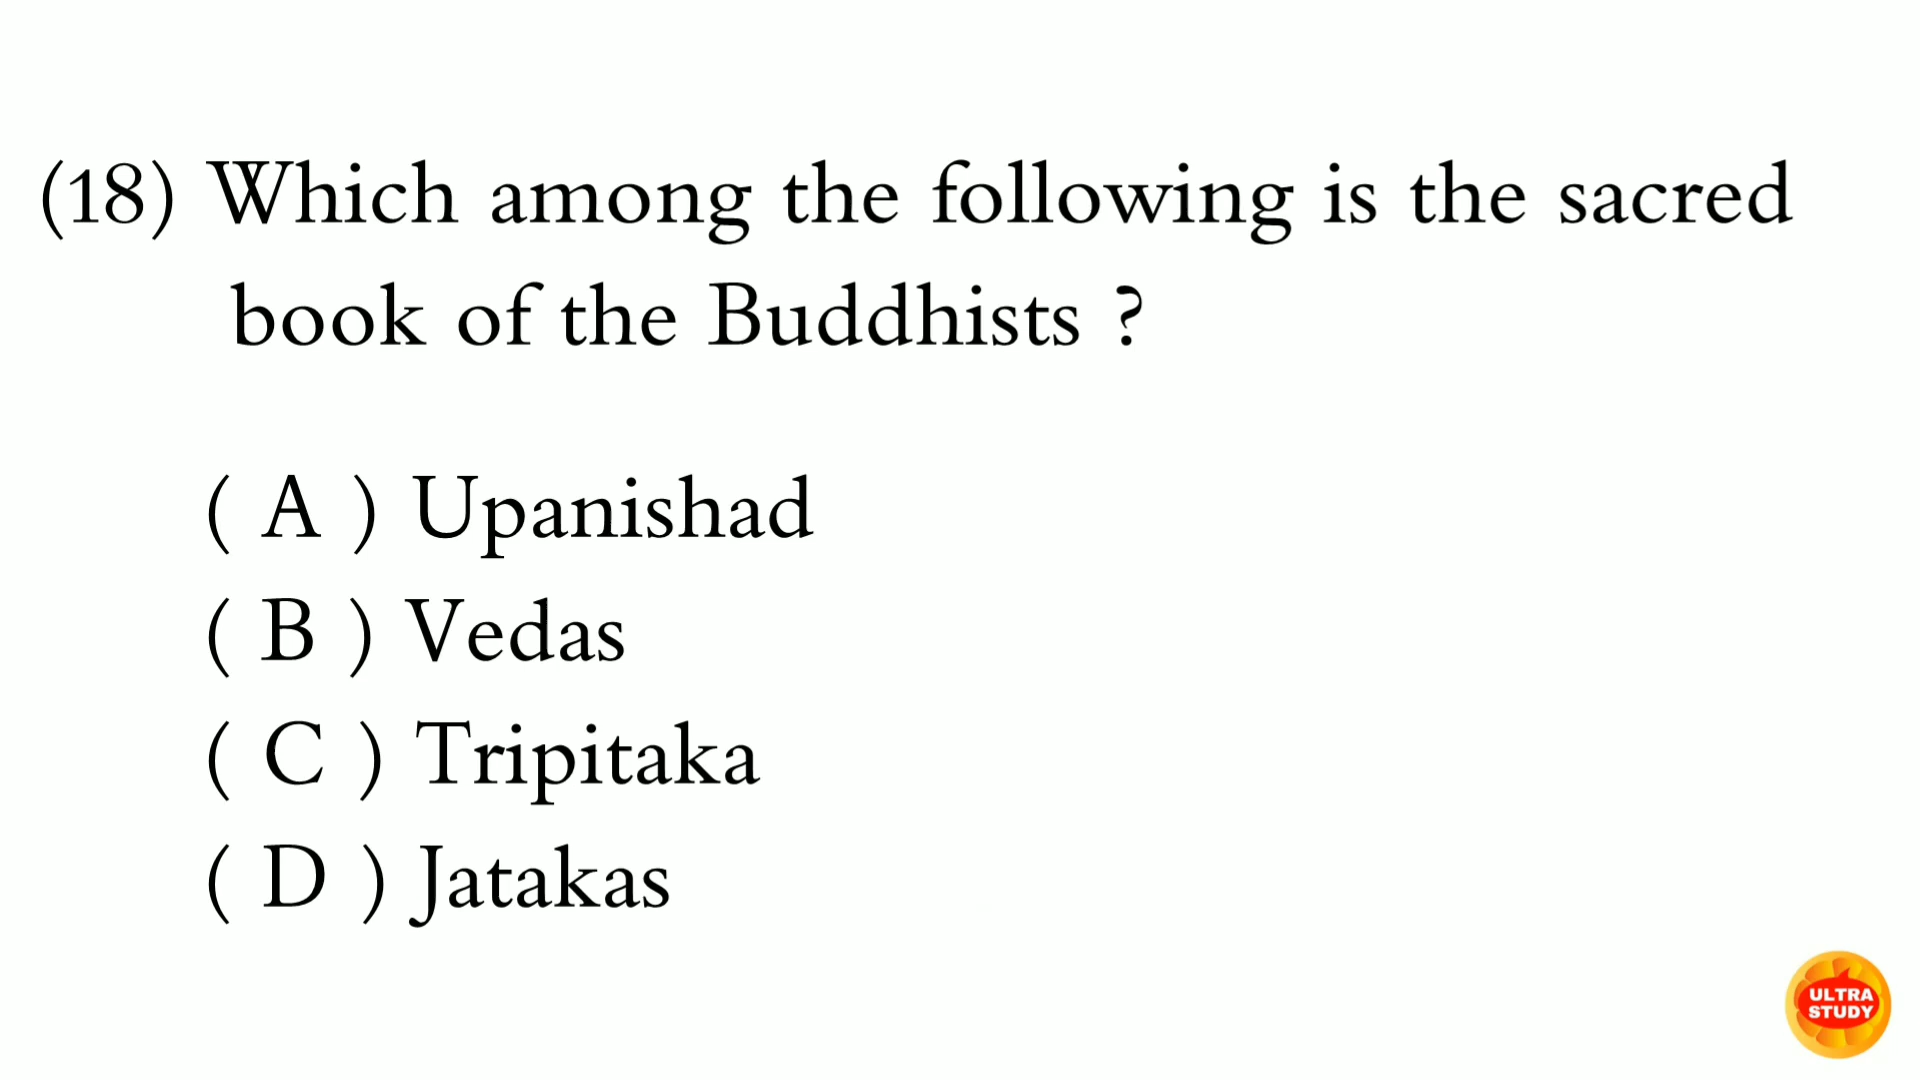 (18) Which among the following is the sacred
book of the Buddhists ?
( A ) Upanishad
( B ) Vedas
( C ) Tripitaka
( D ) Jatakas
ULTRA
STUDY